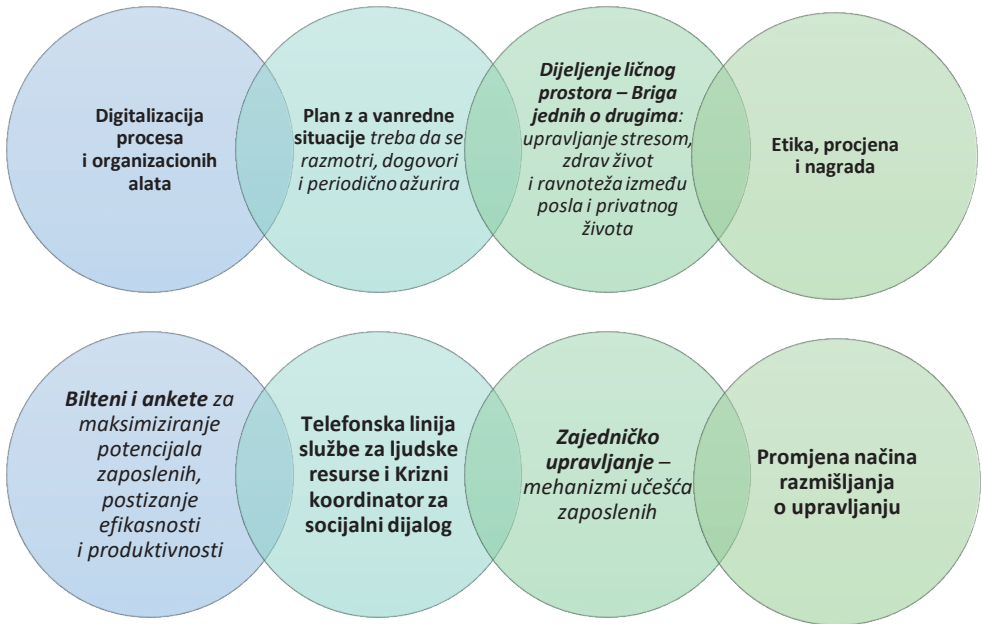 Digitalizacija
procesa
i organizacionih
alata
Plan z a vanredne
situacije treba da se
razmotri, dogovori
i periodično ažurira
Dijeljenje ličnog
prostora – Briga
jednih o drugima:
upravljanje stresom,
zdrav život
i ravnoteža između
posla i privatnog
života
Etika, procjena
i nagrada
Bilteni i ankete za
maksimiziranje
potencijala
zaposlenih,
postizanje
efikasnosti
i produktivnosti
Telefonska linija
službe za ljudske
resurse i Krizni
koordinator za
socijalni dijalog
Zajedničko
upravljanje –
mehanizmi učešća
zaposlenih
Promjena načina
razmišljanja
o upravljanju